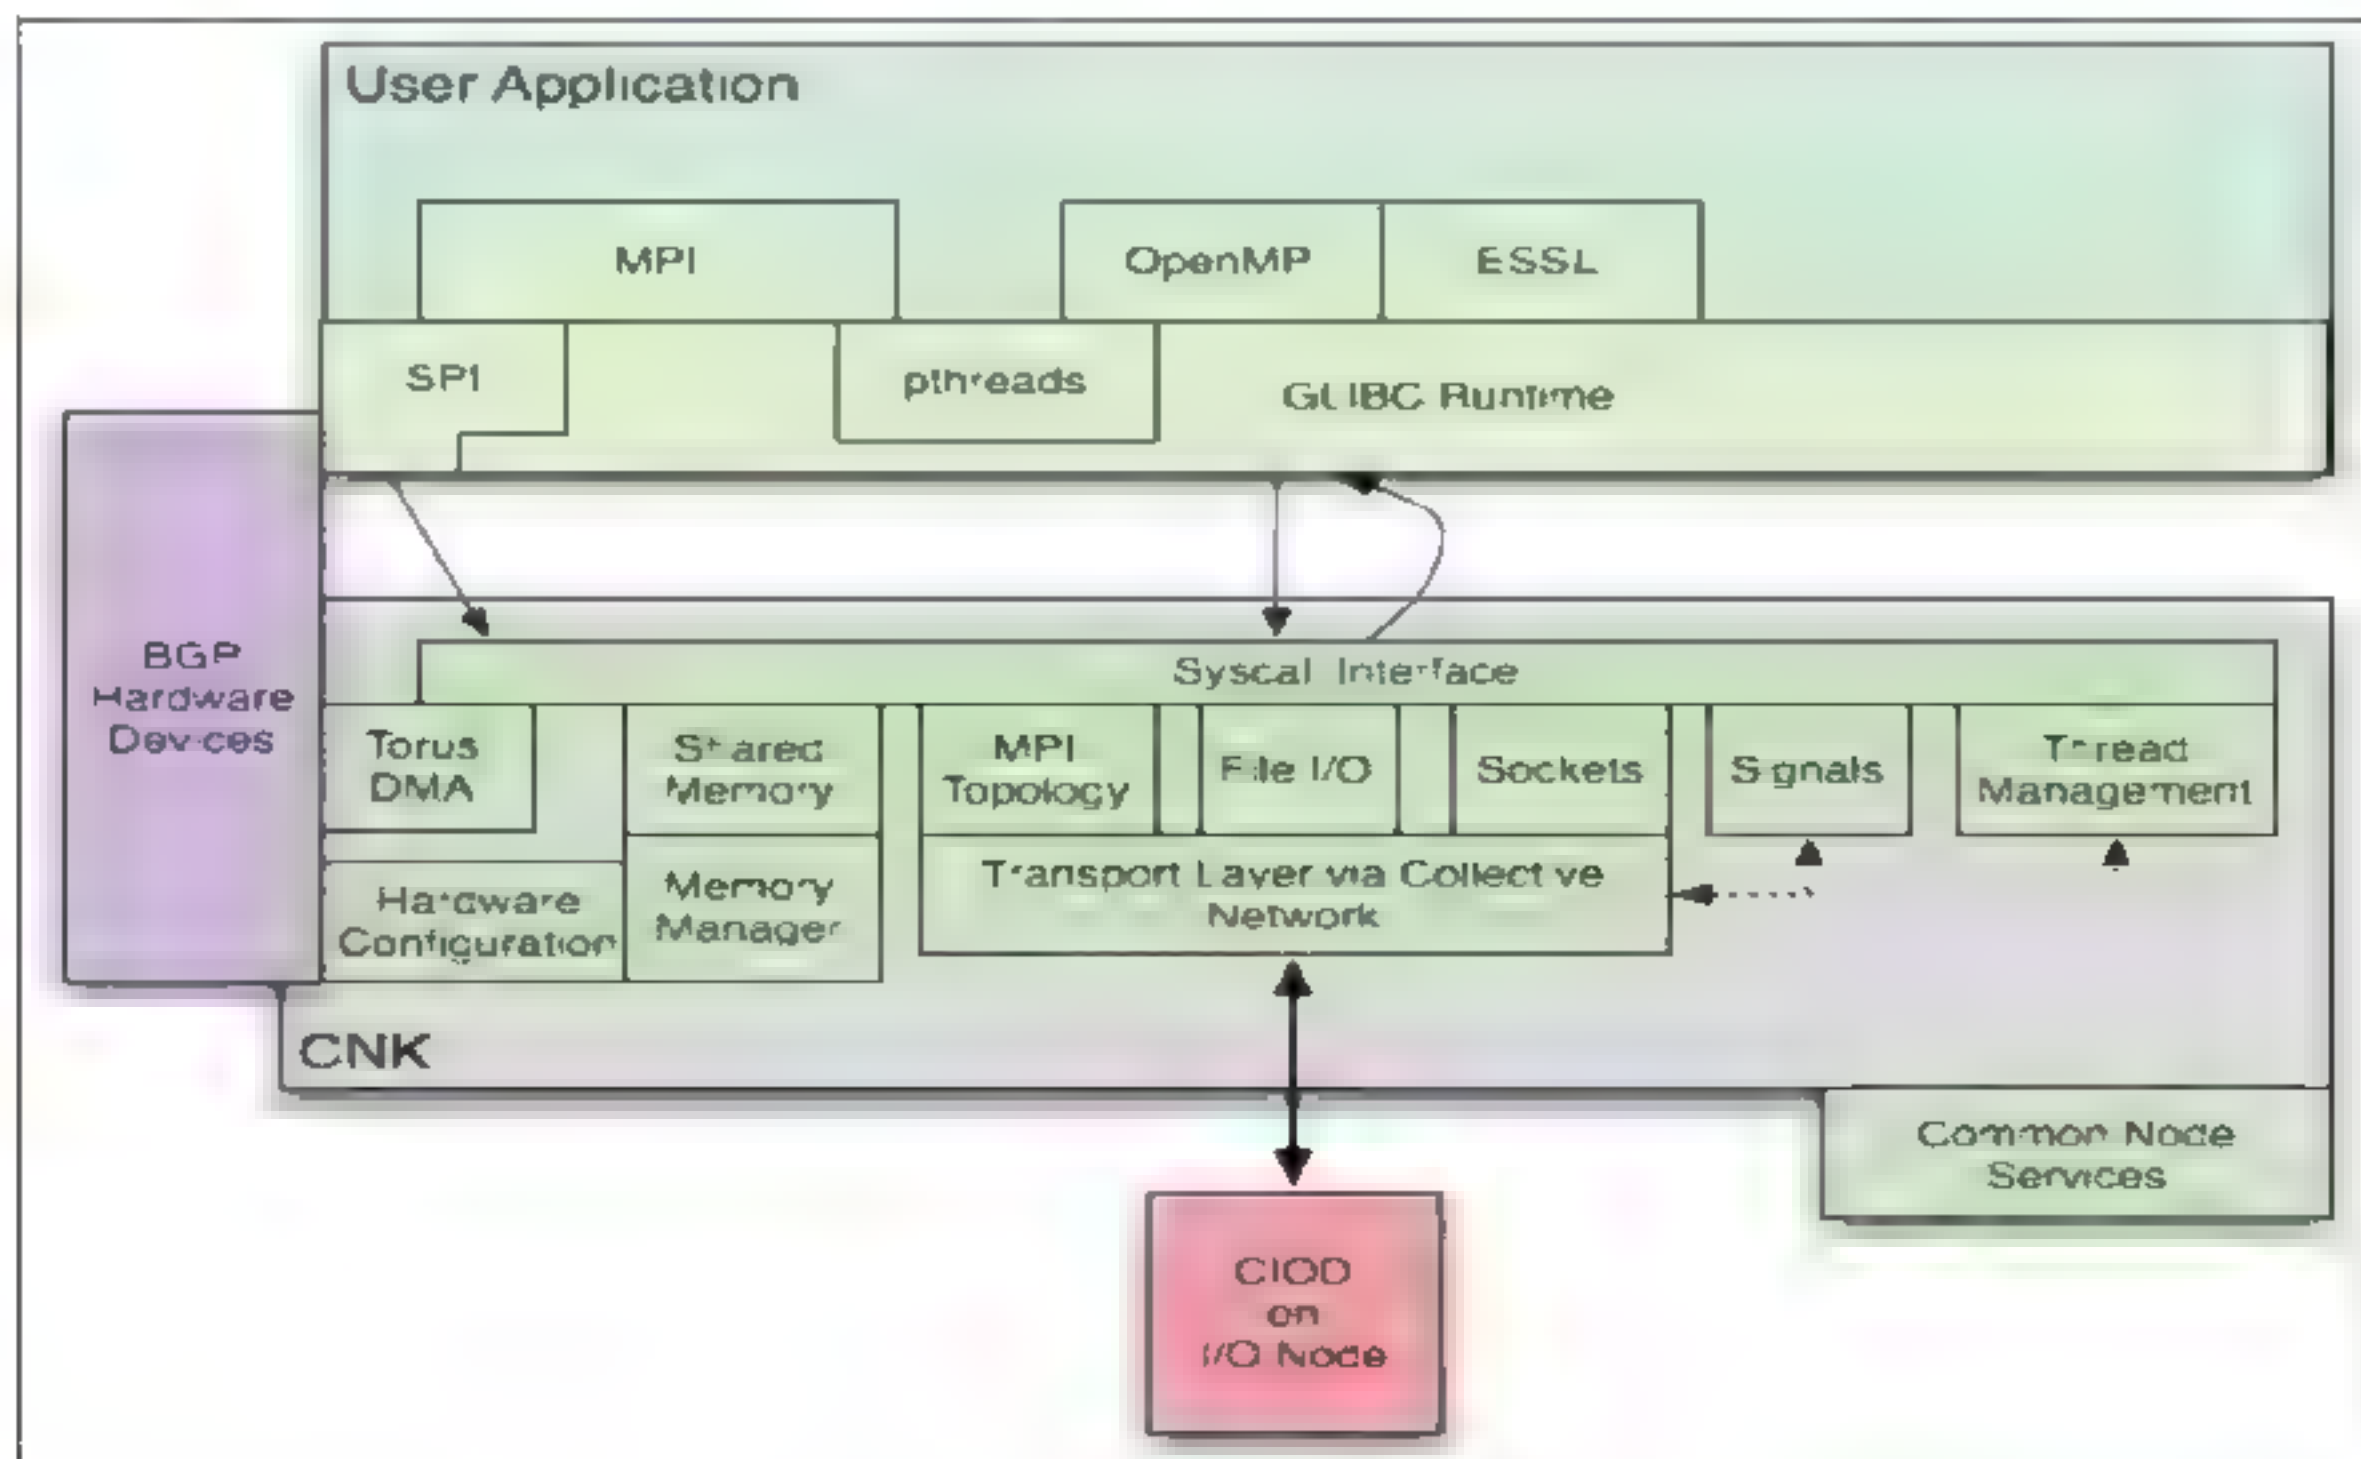 User Application
MPI
OpenMP
ESSL
SPI
pthreads
GLIBC Runtime
BGP
Hardware
Devices
Syscall Interface
Torus
DMA
Shared
Memory
MPI
Topology
File I/O
Sockets
Signals
Thread
Management
Hardware
Configuration
Memory
Manager
Transport Layer via Collective
Network
CNK
Common Node
Services
CIOD
on
I/O Node